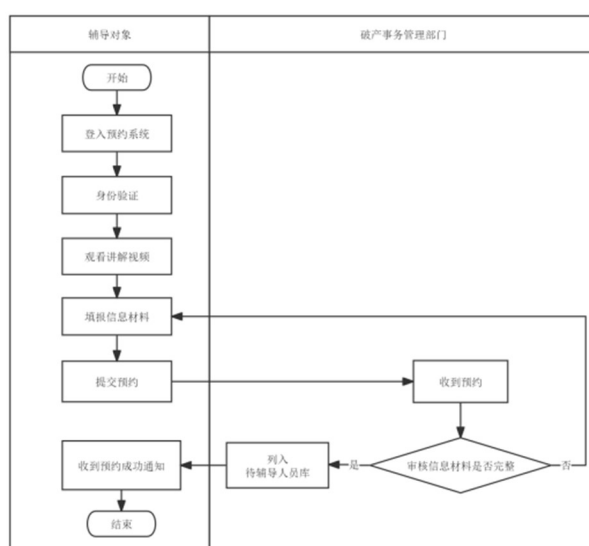 辅导对象
破产事务管理部门
开始
登入预约系统
身份验证
观看讲解视频
填报信息材料
提交预约
收到预约
审核信息材料是否完整
否
是
列入
待辅导人员库
收到预约成功通知
结束